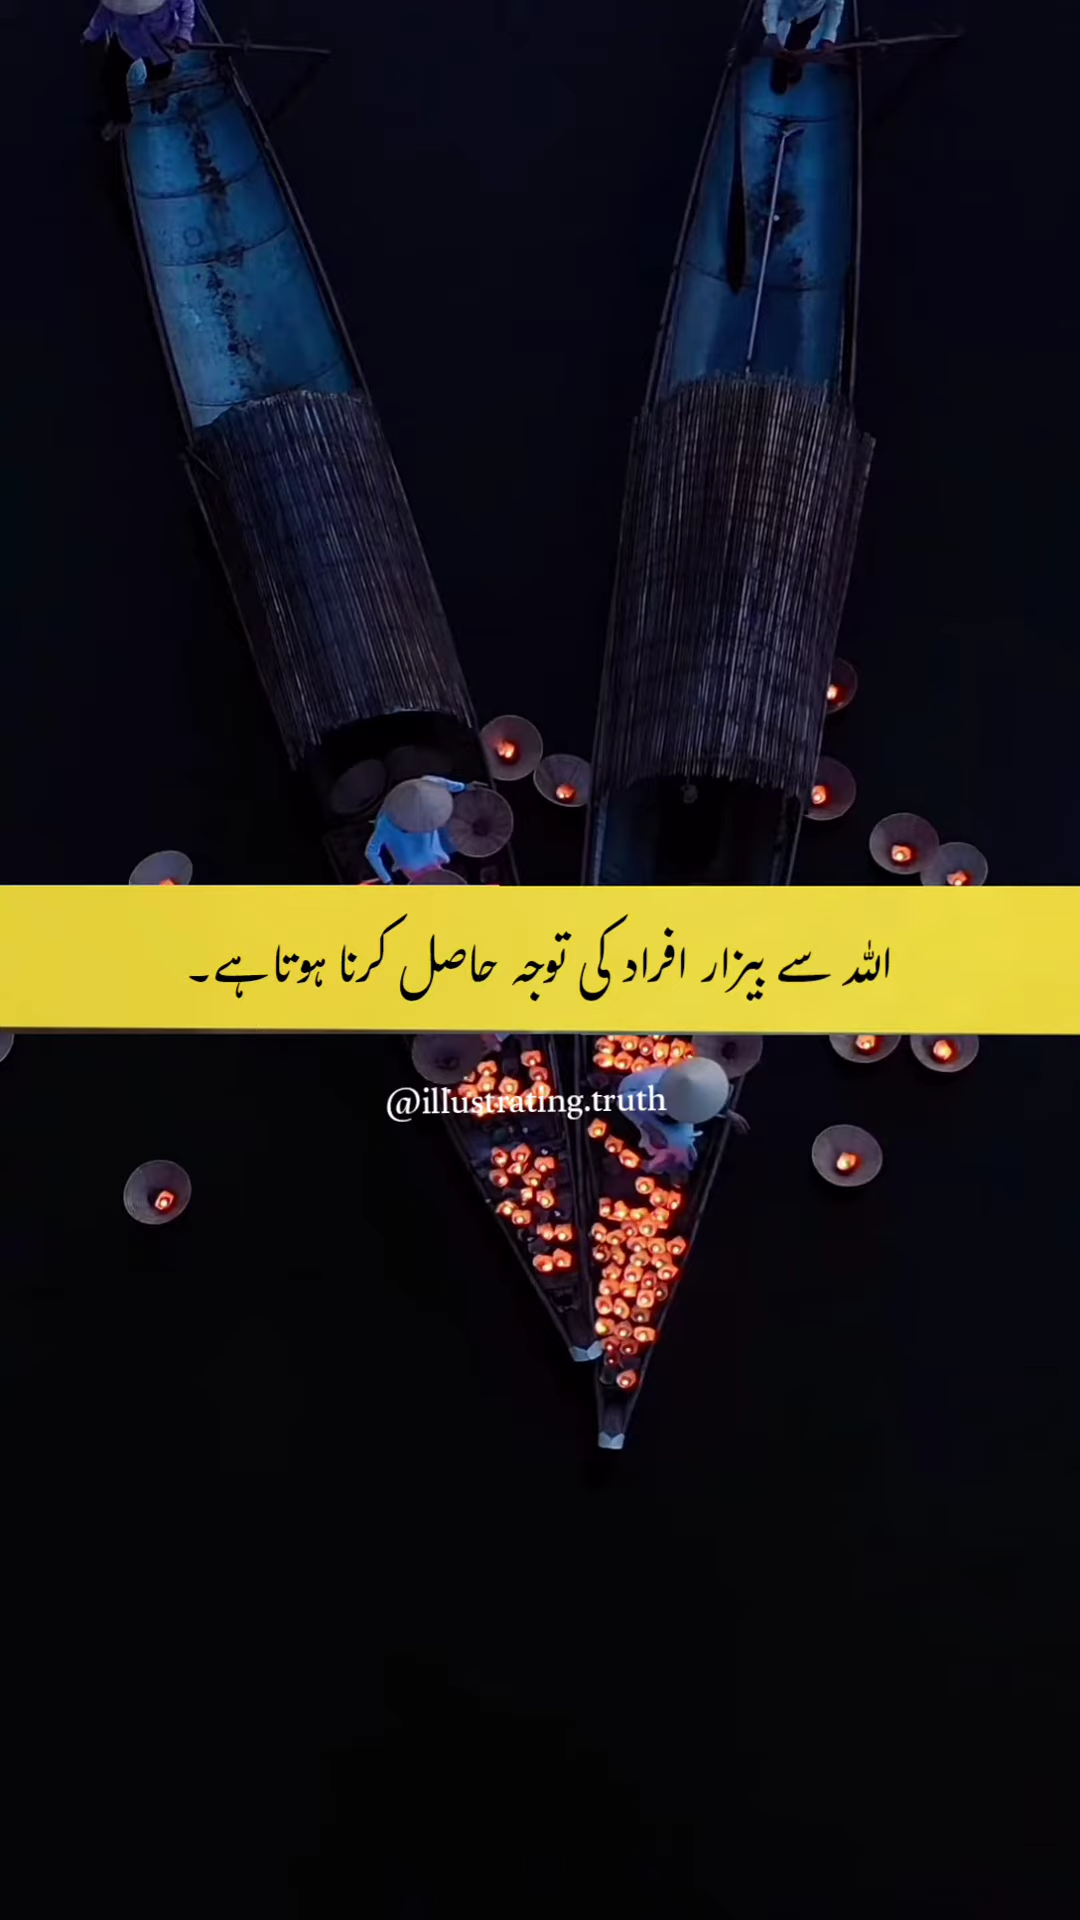 اللہ سے بیزار افراد کی توجہ حاصل کرنا ہوتا ہے۔
@illustrating.truth